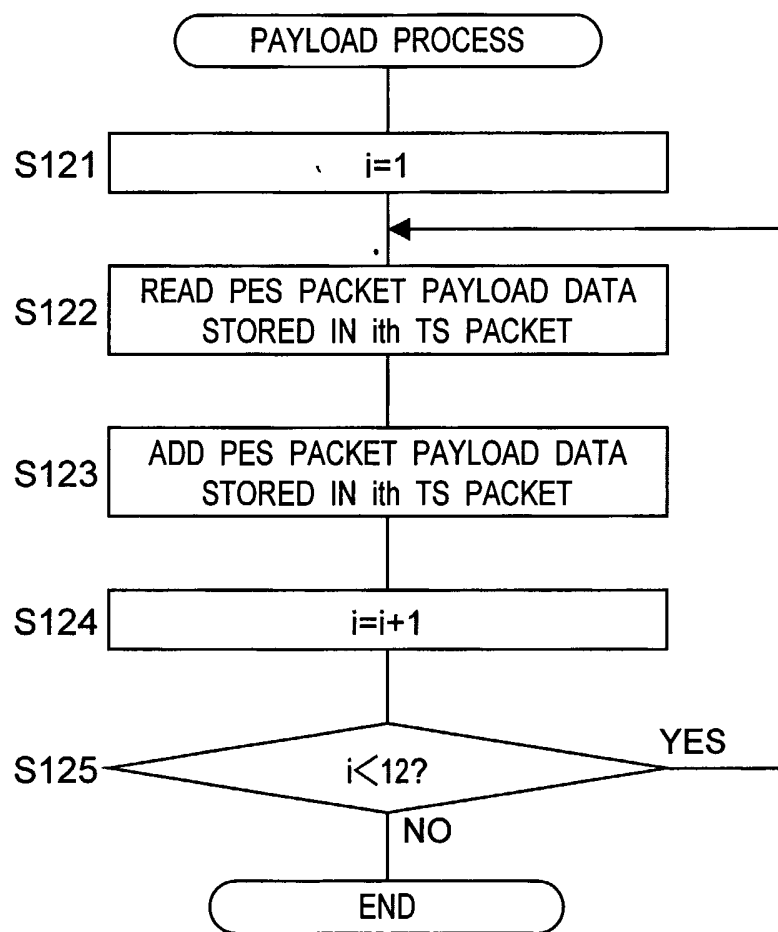 PAYLOAD PROCESS
S121
i=1
S122
READ PES PACKET PAYLOAD DATA
STORED IN ith TS PACKET
S123
ADD PES PACKET PAYLOAD DATA
STORED IN ith TS PACKET
S124
i=i+1
S125
i<12?
YES
NO
END